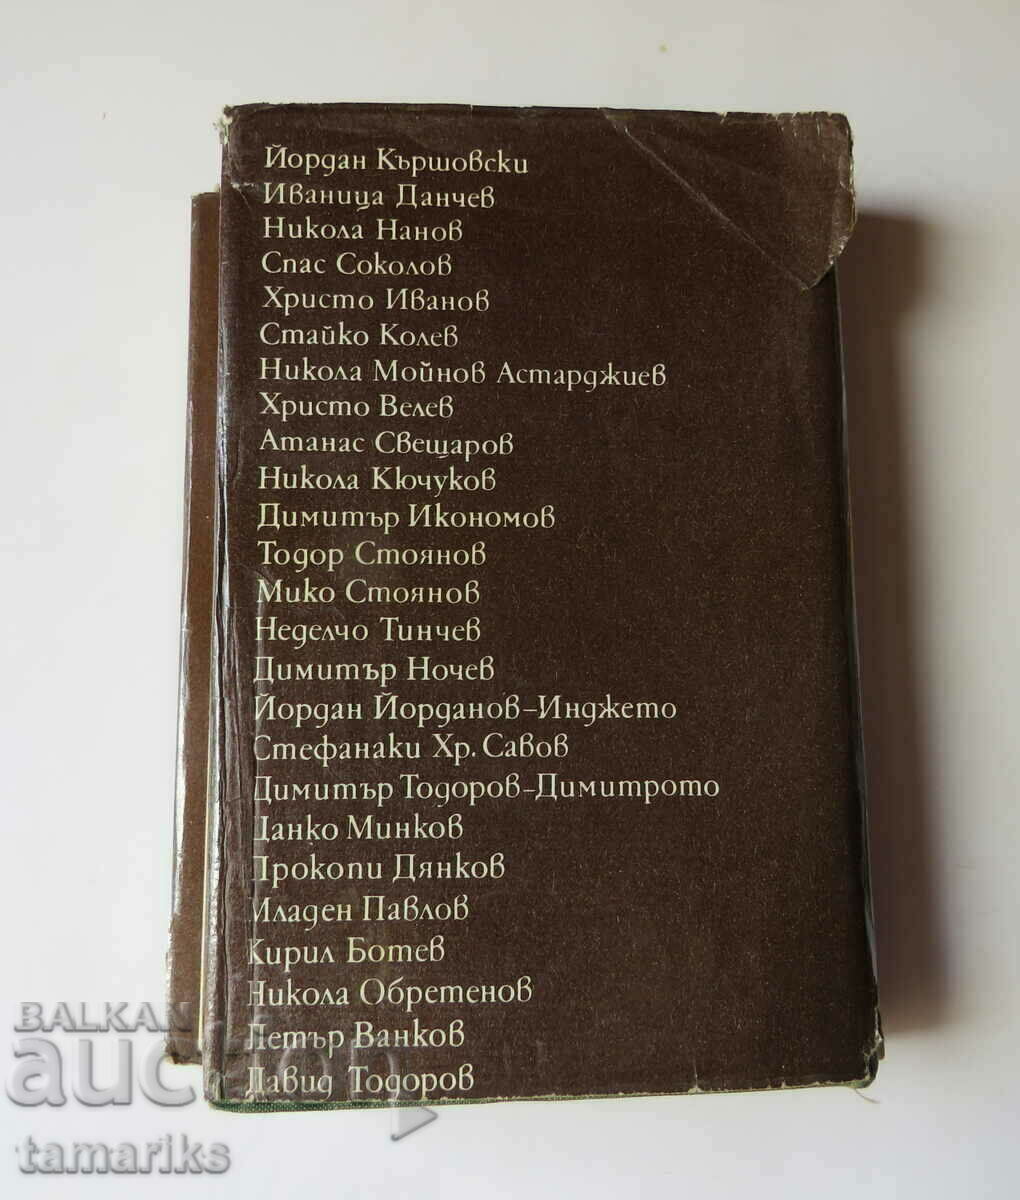 Йордан Кършовски
Иваница Данчев
Никола Нанов
Спас Соколов
Христо Иванов
Стайко Колев
Никола Мойнов Астарджиев
Христо Велев
Атанас Свещаров
Никола Кючуков
Димитър Икономов
Тодор Стоянов
Мико Стоянов
Неделчо Тинчев
Димитър Ночев
Йордан Йорданов-Инджето
Стефанаки Хр. Савов
Димитър Тодоров-Димитрото
Данко Минков
Прокопи Дянков
Младен Павлов
Кирил Ботев
Никола Обретенов
Петър Ванков
Давид Тодоров
BALKAN
auction
tamariks